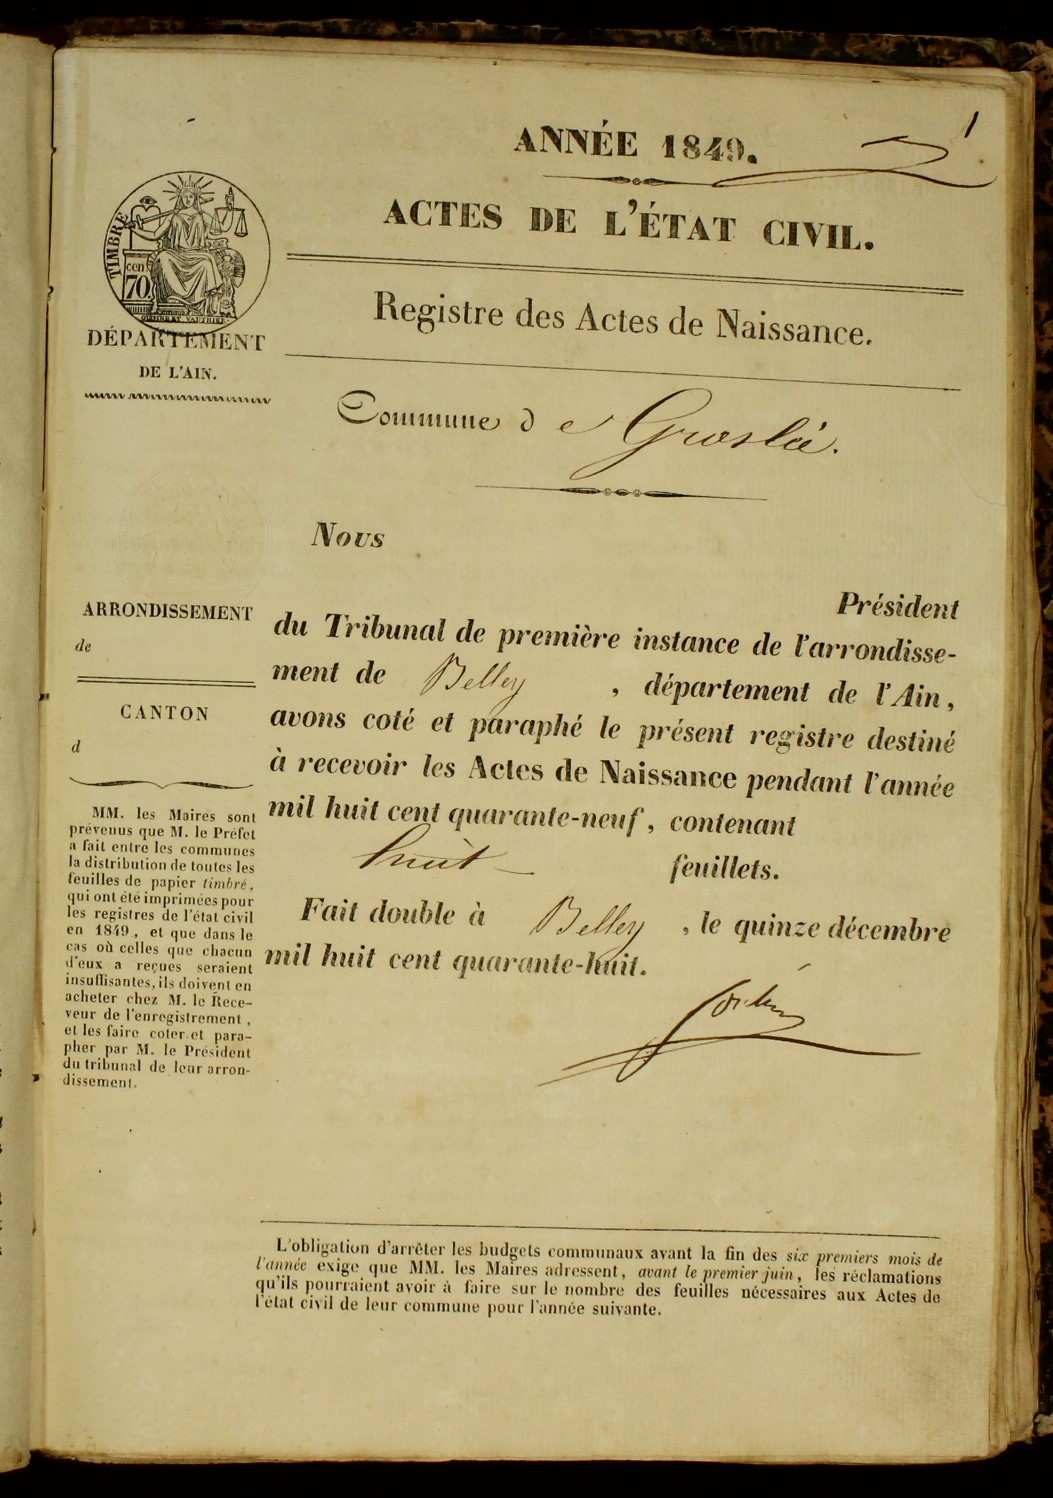 1
ANNÉE 1849.
ACTES DE L'ÉTAT CIVIL.
TIMBRE
cen
70
DÉPARTEMENT
DE L'AIN.
Registre des Actes de Naissance.
Commune de Groslée.
Nous
Président
du Tribunal de première instance de l'arrondisse-
ment de Belley , département de l'Ain,
avons coté et paraphé le présent registre destiné
à recevoir les Actes de Naissance pendant l'année
mil huit cent quarante-neuf, contenant
huit feuillets.
Fait double à Belley , le quinze décembre
mil huit cent quarante-huit.
ARRONDISSEMENT
de
CANTON
d
MM. les Maires sont
prévenus que M. le Préfet
a fait entre les communes
la distribution de toutes les
feuilles de papier timbré,
qui ont été imprimées pour
les registres de l'état civil
en 1849, et que dans le
cas où celles que chacun
d'eux a reçues seraient
insuffisantes, ils doivent en
acheter chez M. le Rece-
veur de l'enregistrement,
et les faire coter et para-
pher par M. le Président
du tribunal de leur arron-
dissement.
L'obligation d'arrêter les budgets communaux avant la fin des six premiers mois de
l'année exige que MM. les Maires adressent, avant le premier juin, les réclamations
qu'ils pourraient avoir à faire sur le nombre des feuilles nécessaires aux Actes de
l'état civil de leur commune pour l'année suivante.